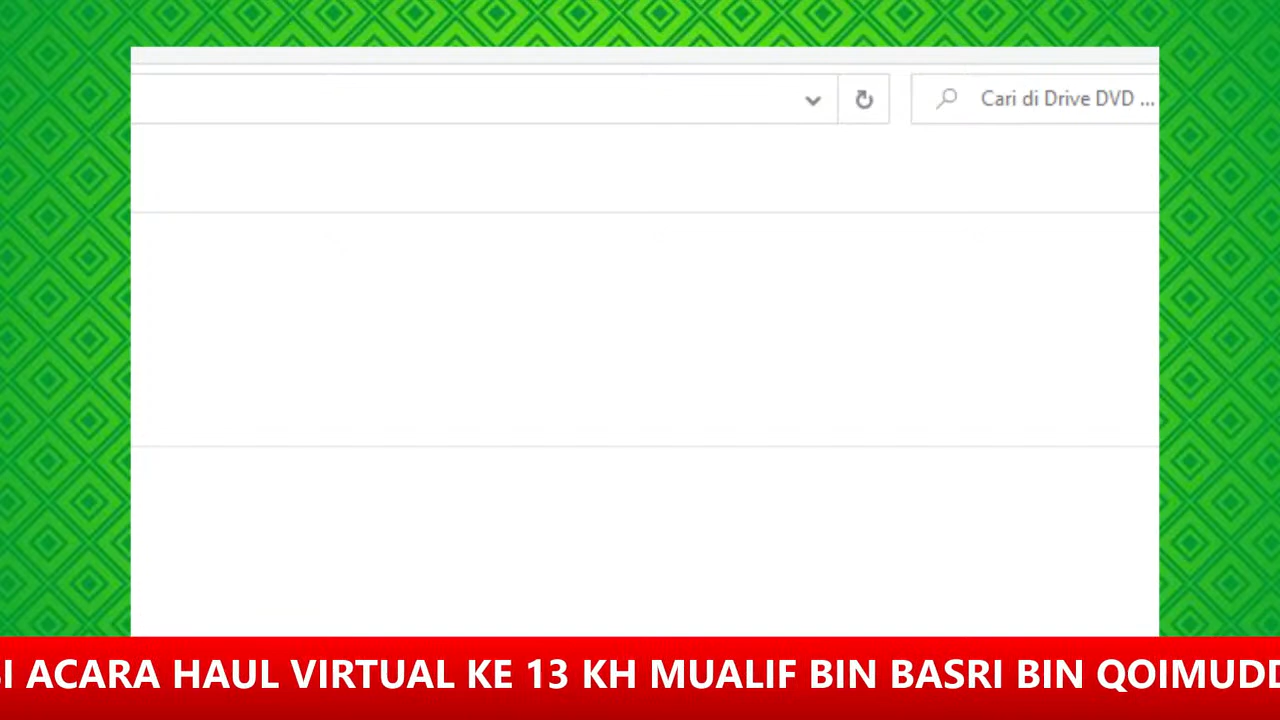 Cari di Drive DVD ...
ACARA HAUL VIRTUAL KE 13 KH MUALIF BIN BASRI BIN